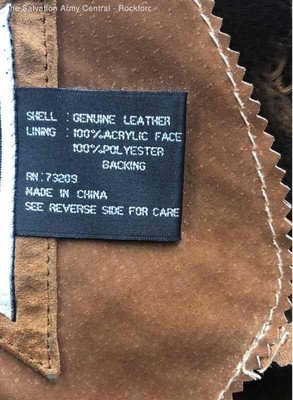 The Salvation Army Central - Rockford
SHELL : GENUINE LEATHER
LINING : 100% ACRYLIC FACE
100% POLYESTER
BACKING
RN: 73209
MADE IN CHINA
SEE REVERSE SIDE FOR CARE